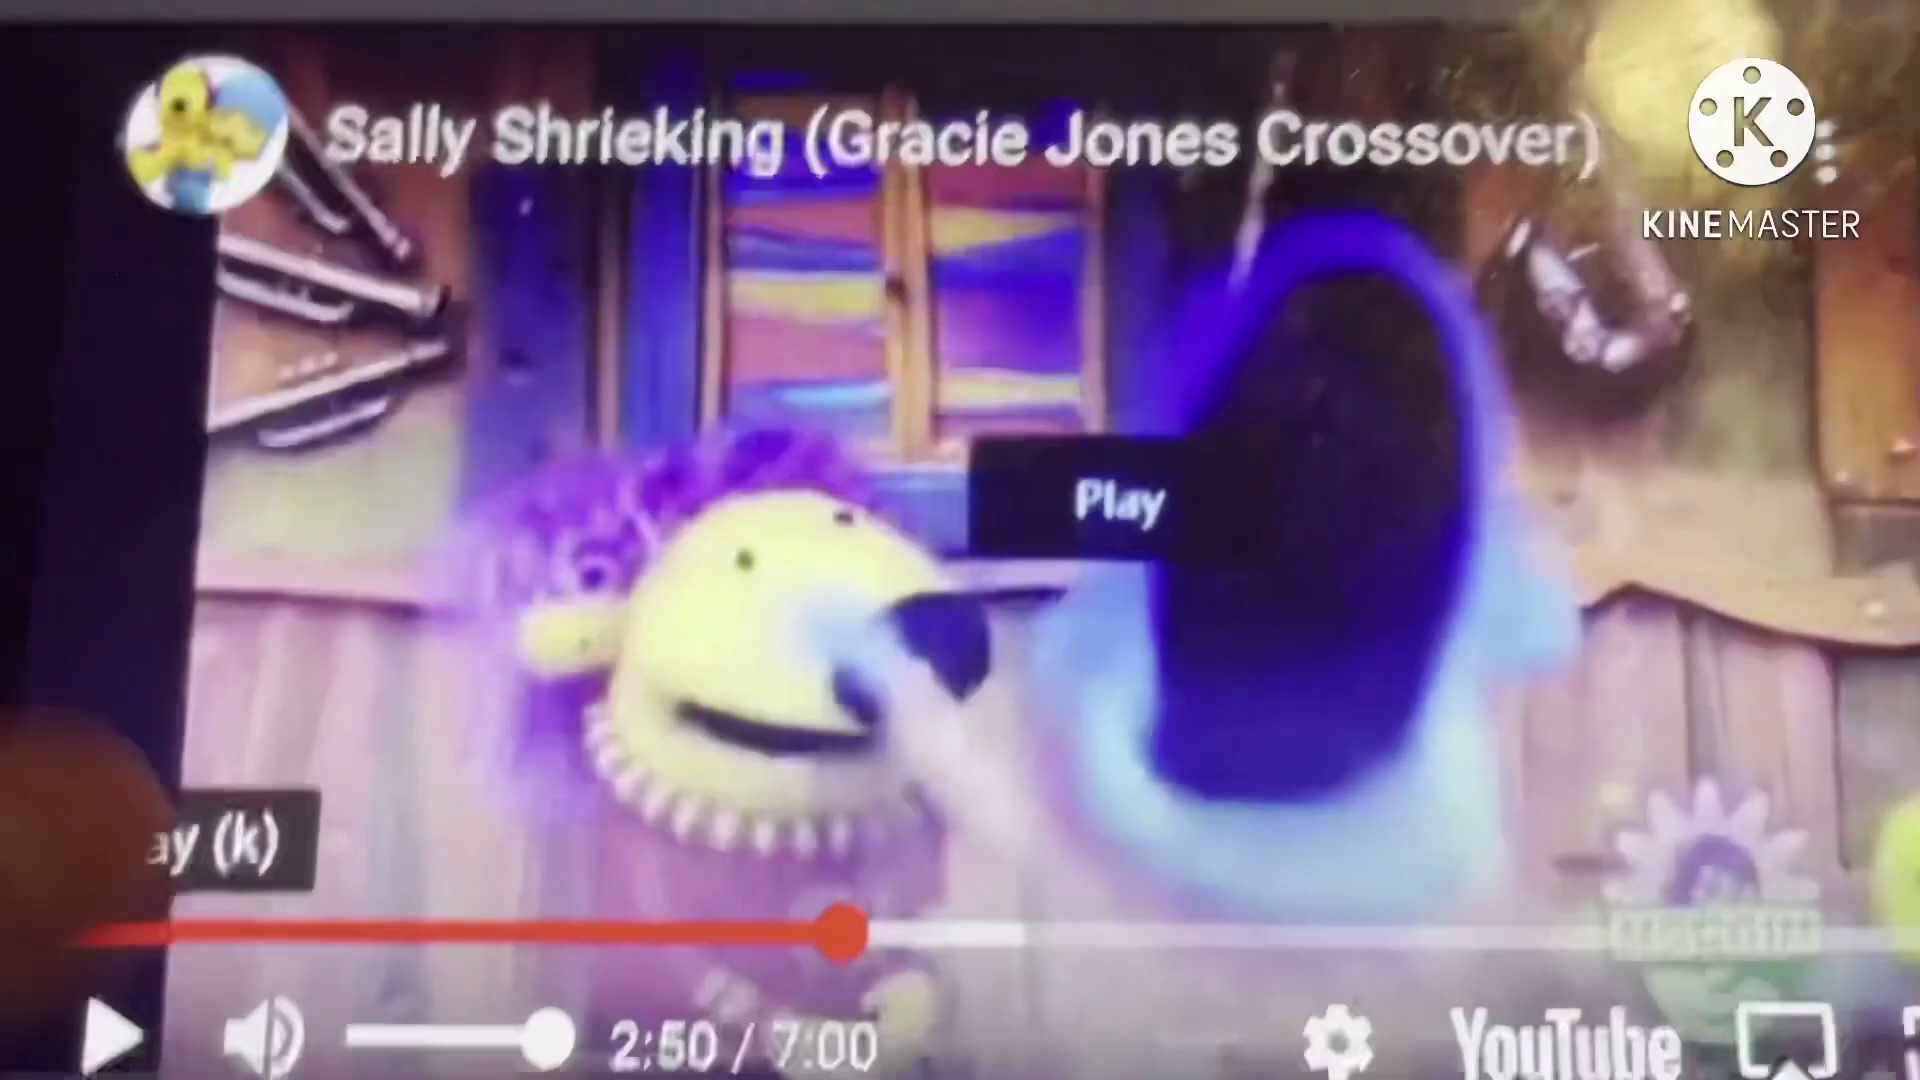 Sally Shrieking (Gracie Jones Crossover)
K
KINEMASTER
Play
ay (k)
2:50 / 7:00
YouTube